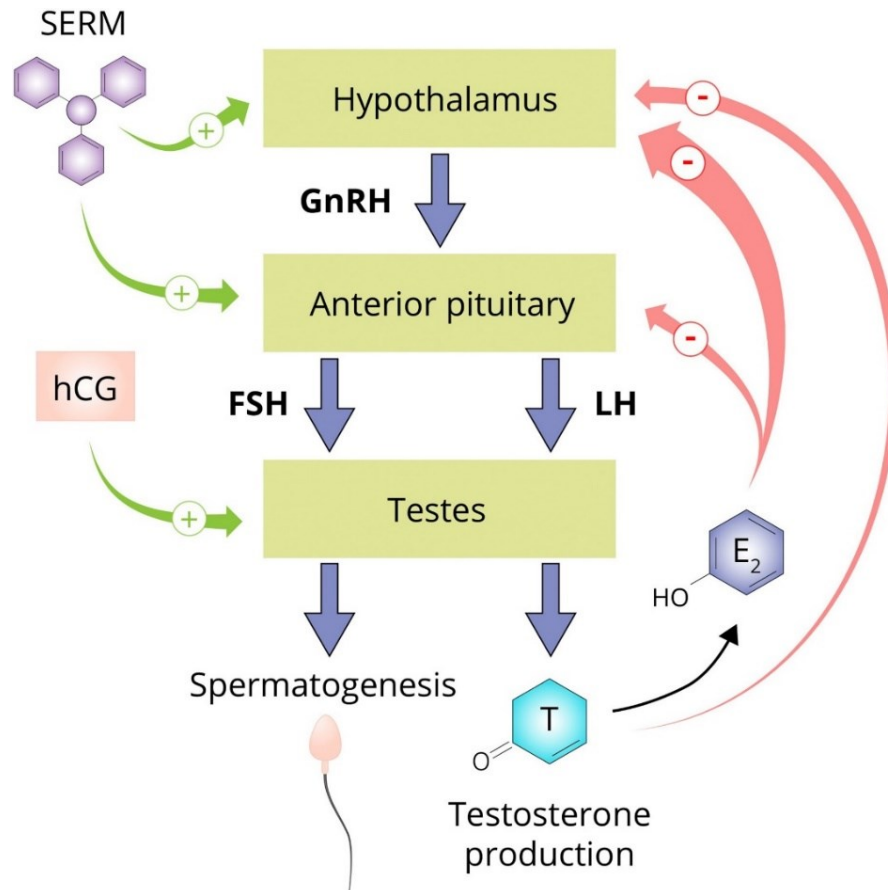 SERM
+
Hypothalamus
-
-
GnRH
+
Anterior pituitary
-
hCG
FSH
LH
+
Testes
E₂
HO
Spermatogenesis
T
O
Testosterone
production